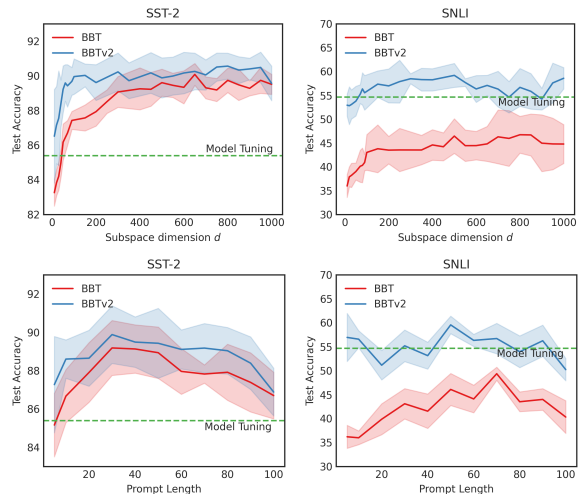 SST-2
92
90
88
86
84
82
Test Accuracy
BBT
BBTv2
Model Tuning
0 200 400 600 800 1000
Subspace dimension d
SNLI
70
65
60
55
50
45
40
35
30
Test Accuracy
BBT
BBTv2
Model Tuning
0 200 400 600 800 1000
Subspace dimension d
SST-2
92
90
88
86
84
Test Accuracy
BBT
BBTv2
Model Tuning
20 40 60 80 100
Prompt Length
SNLI
70
65
60
55
50
45
40
35
30
Test Accuracy
BBT
BBTv2
Model Tuning
20 40 60 80 100
Prompt Length